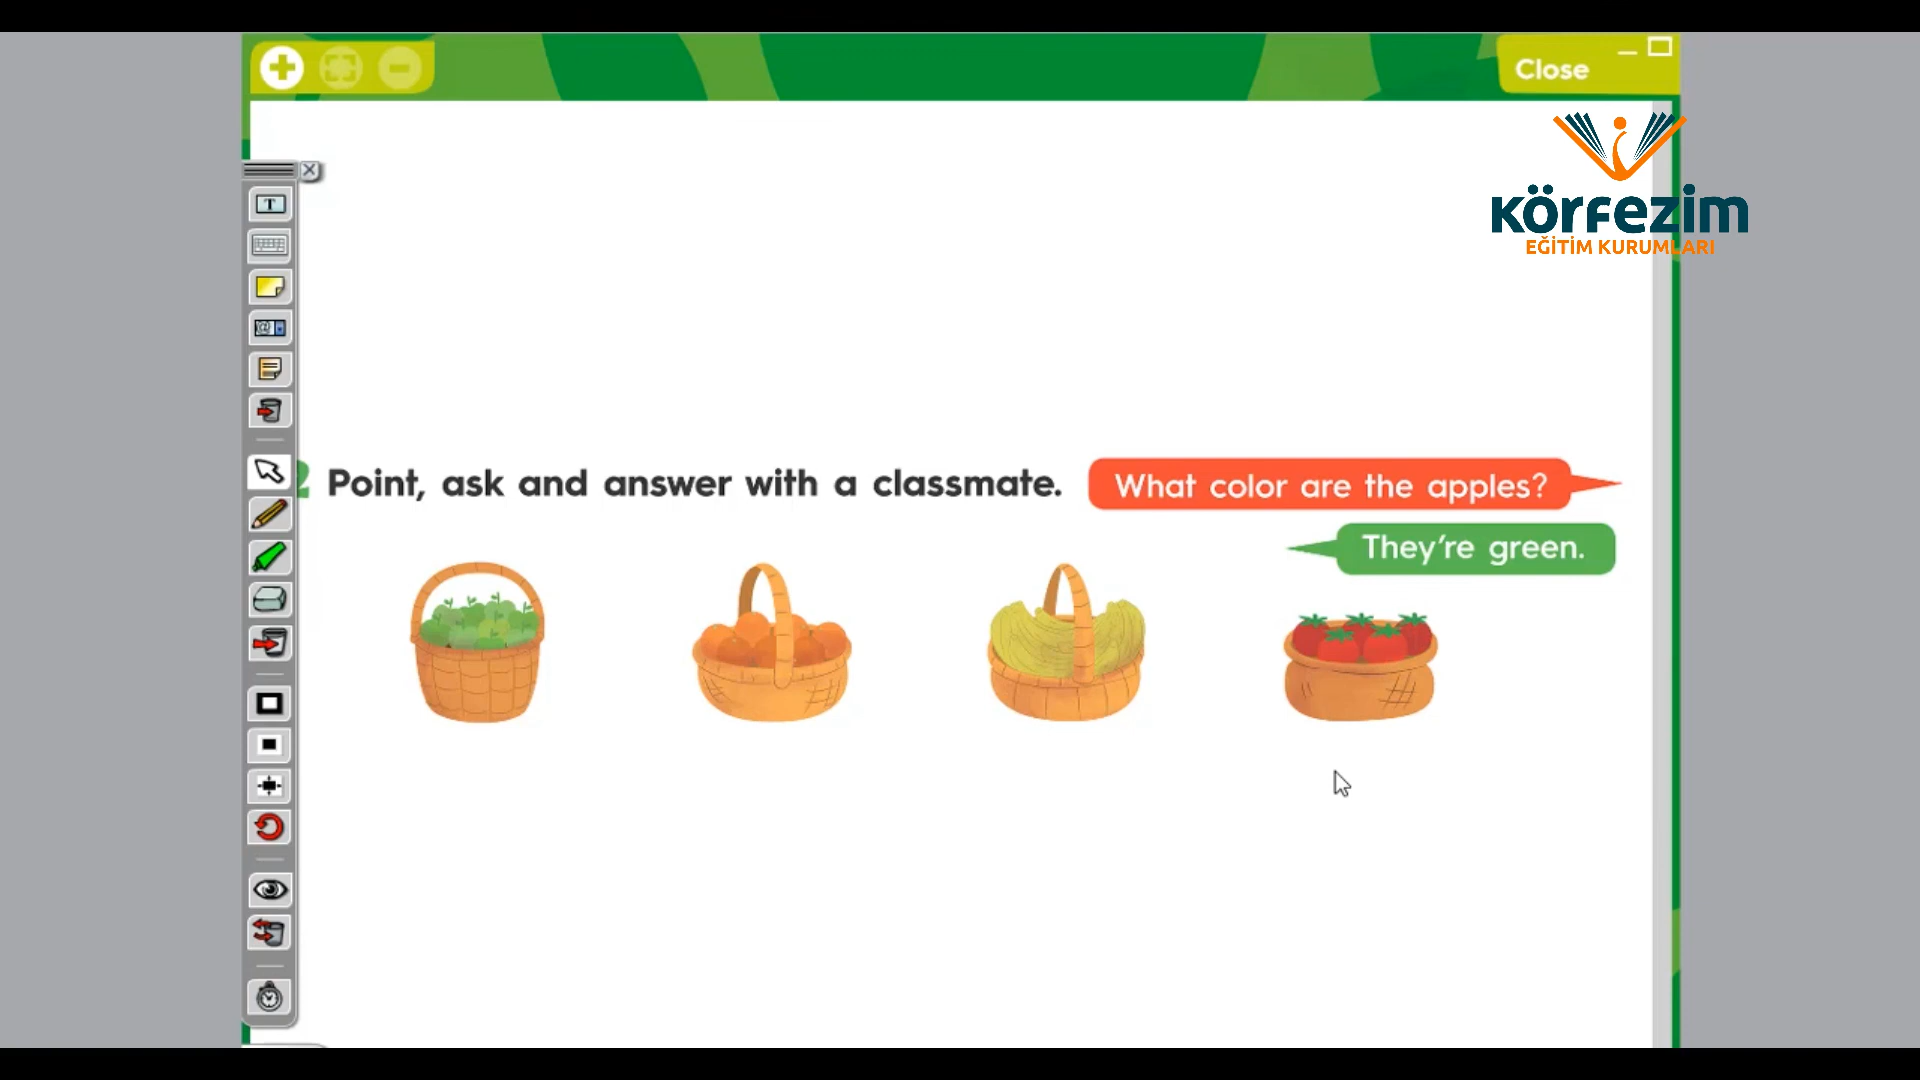 Close
KÖRFEZİM
EĞİTİM KURUMLARI
2 Point, ask and answer with a classmate.
What color are the apples?
They're green.